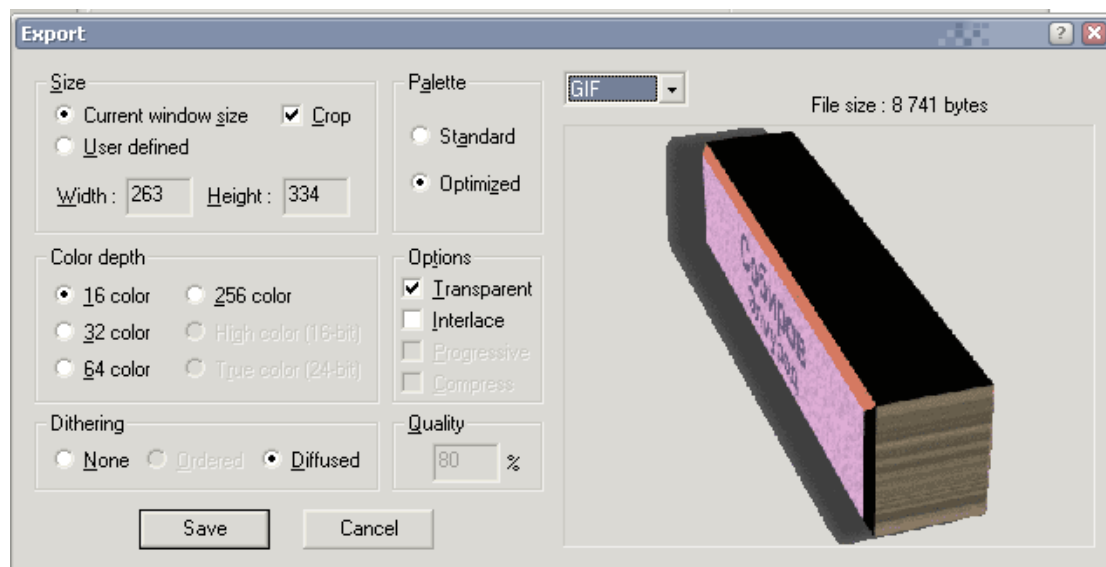 Export
Size
Current window size
Crop
User defined
Width : 263
Height : 334
Palette
Standard
Optimized
GIF
File size : 8 741 bytes
Color depth
16 color
256 color
32 color
High color (16-bit)
64 color
True color (24-bit)
Options
Transparent
Interlace
Progressive
Compress
Dithering
None
Ordered
Diffused
Quality
80 %
Save
Cancel